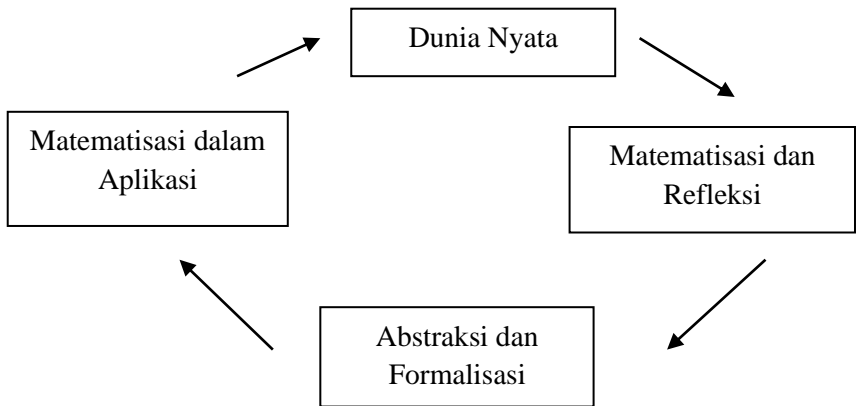 Dunia Nyata
Matematisasi dalam
Aplikasi
Matematisasi dan
Refleksi
Abstraksi dan
Formalisasi